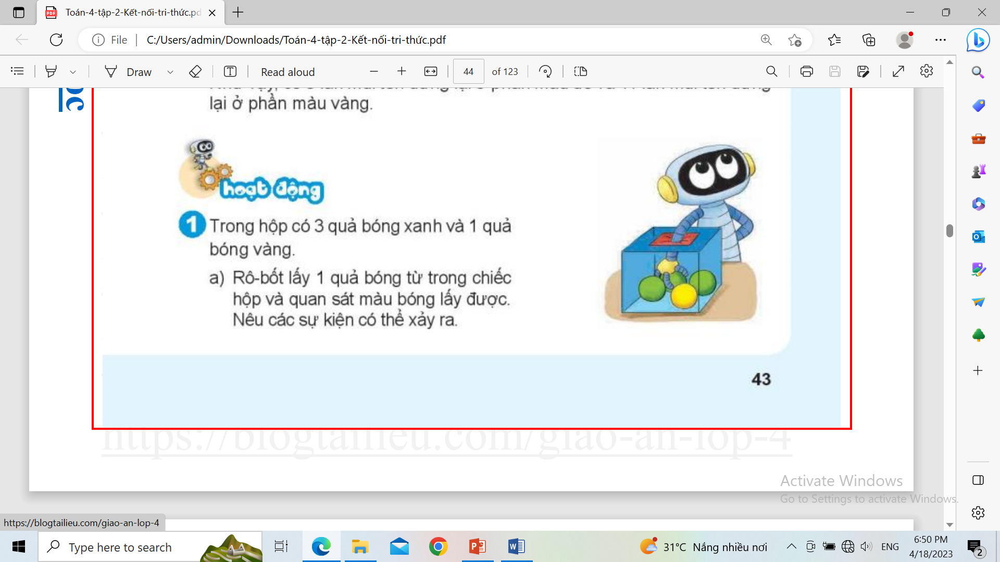 Toán-4-tập-2-Kết-nối-tri-thức.pd
File
C:/Users/admin/Downloads/Toán-4-tập-2-Kết-nối-tri-thức.pdf
Draw
Read aloud
44 of 123
lại ở phần màu vàng.
hoạt động
1 Trong hộp có 3 quả bóng xanh và 1 quả
bóng vàng.
a) Rô-bốt lấy 1 quả bóng từ trong chiếc
hộp và quan sát màu bóng lấy được.
Nêu các sự kiện có thể xảy ra.
43
https://blogtailieu.com/giao-an-lop-4
Activate Windows
Go to Settings to activate Windows.
https://blogtailieu.com/giao-an-lop-4
Type here to search
31°C Nắng nhiều nơi
ENG
6:50 PM
4/18/2023
2